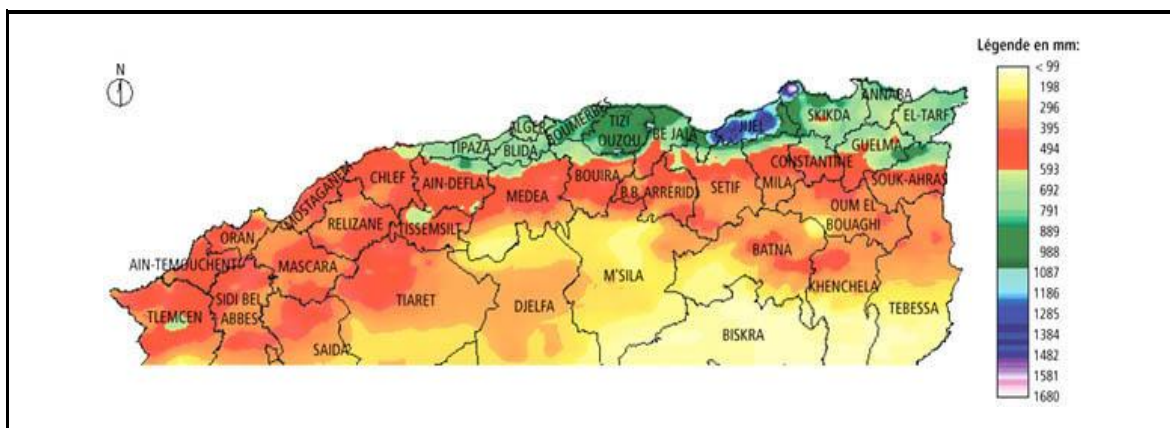 Légende en mm:
< 99
198
296
395
494
593
692
791
889
988
1087
1186
1285
1384
1482
1581
1680
N
ANNABA
EL-TARF
SKIKDA
BOUMERDES
ALGER
TIZI
OUZOU
BEJAIA
JIJEL
TIPAZA
BLIDA
GUELMA
CONSTANTINE
SOUK-AHRAS
CHLEF
AIN-DEFLA
MEDEA
BOUIRA
B.B.ARRERIDJ
SETIF
MILA
MOSTAGANEM
RELIZANE
TISSEMSILT
OUM EL
BOUAGHI
ORAN
AIN-TEMOUCHENT
MASCARA
BATNA
M'SILA
KHENCHELA
TLEMCEN
SIDI BEL
ABBES
TIARET
DJELFA
TEBESSA
SAIDA
BISKRA